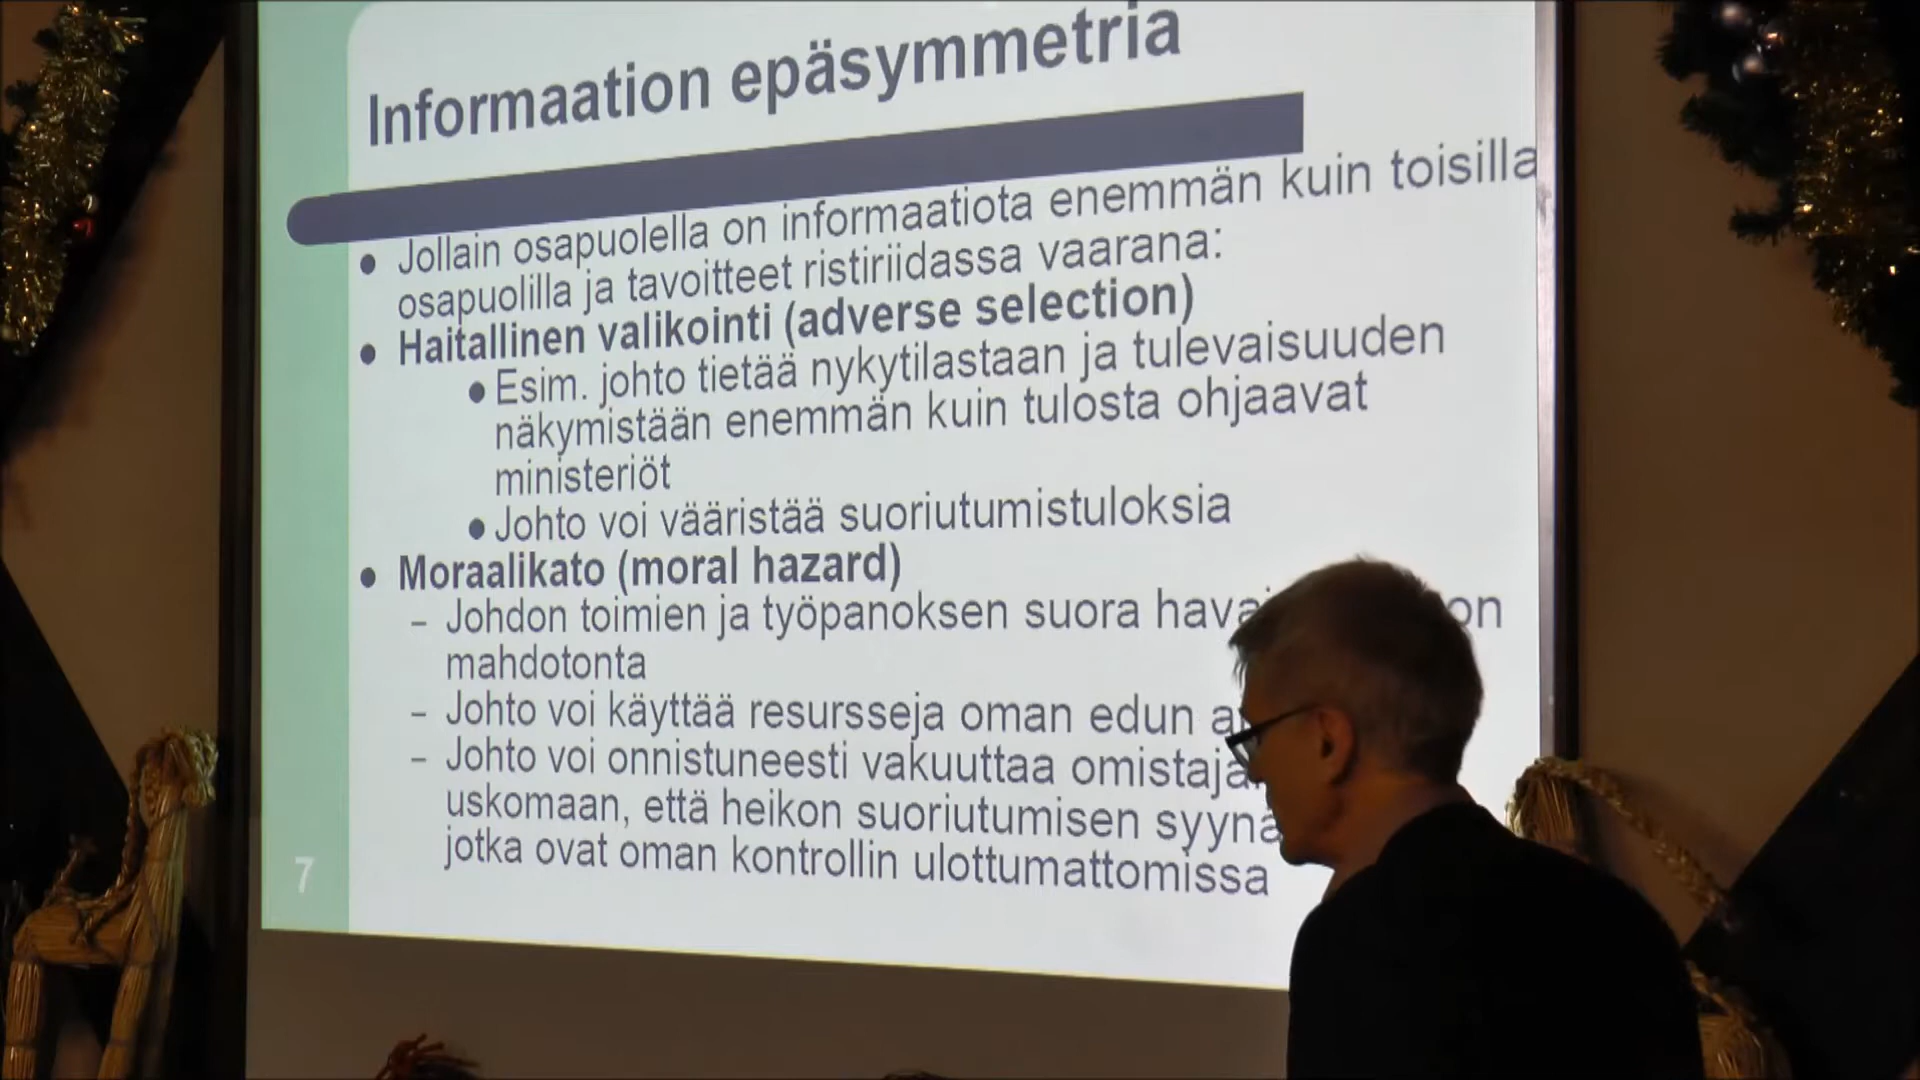 Informaation epäsymmetria
● Jollain osapuolella on informaatiota enemmän kuin toisilla
osapuolilla ja tavoitteet ristiriidassa vaarana:
● Haitallinen valikointi (adverse selection)
● Esim. johto tietää nykytilastaan ja tulevaisuuden
näkymistään enemmän kuin tulosta ohjaavat
ministeriöt
● Johto voi vääristää suoriutumistuloksia
● Moraalikato (moral hazard)
– Johdon toimien ja työpanoksen suora on
mahdotonta
– Johto voi käyttää resursseja oman edun
– Johto voi onnistuneesti vakuuttaa
uskomaan, että heikon suoriutumisen
jotka ovat oman kontrollin ulottumattomissa
7